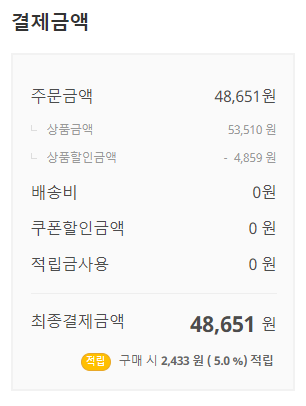 결제금액
주문금액 48,651원
상품금액 53,510 원
상품할인금액 - 4,859 원
배송비 0원
쿠폰할인금액 0 원
적립금사용 0 원
최종결제금액 48,651 원
적립 구매 시 2,433 원 ( 5.0 %) 적립